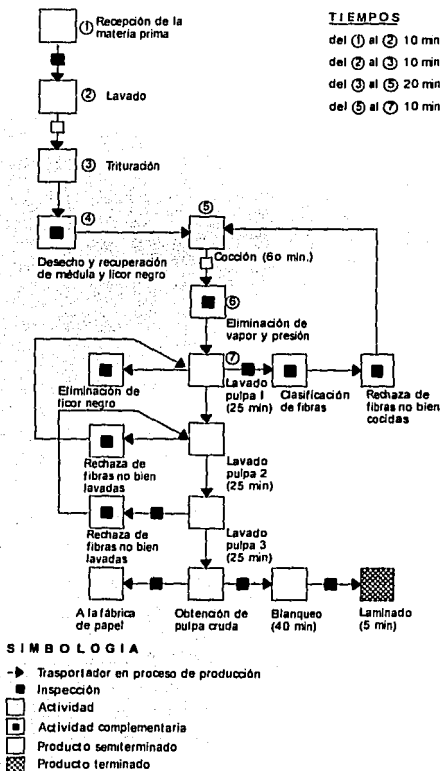 ① Recepción de la
materia prima
TIEMPOS
del ① al ② 10 min
del ② al ③ 10 min
del ③ al ⑤ 20 min
del ⑤ al ⑦ 10 min
② Lavado
③ Trituración
④
Desecho y recuperación
de médula y licor negro
⑤
Cocción (60 min.)
⑥
Eliminación de
vapor y presión
⑦
Lavado
pulpa 1
(25 min)
Clasificación
de fibras
Rechaza de
fibras no bien
cocidas
Eliminación de
licor negro
Rechaza de
fibras no bien
lavadas
Lavado
pulpa 2
(25 min)
Rechaza de
fibras no bien
lavadas
Lavado
pulpa 3
(25 min)
A la fábrica
de papel
Obtención de
pulpa cruda
Blanqueo
(40 min)
Laminado
(5 min)
SIMBOLOGIA
Trasportador en proceso de producción
Inspección
Actividad
Actividad complementaria
Producto semiterminado
Producto terminado